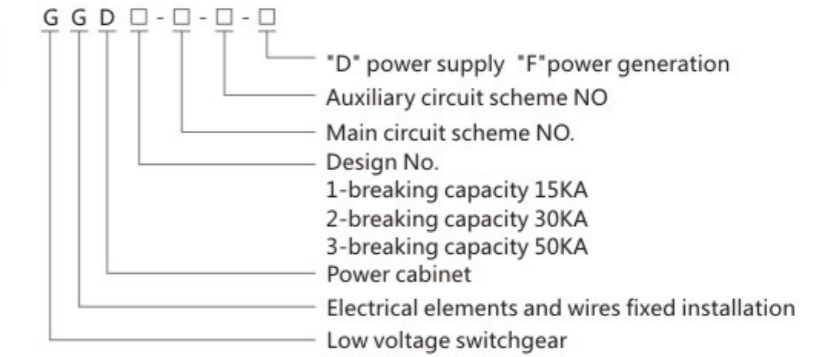 G G D □ - □ - □ - □
"D" power supply "F"power generation
Auxiliary circuit scheme NO
Main circuit scheme NO.
Design No.
1-breaking capacity 15KA
2-breaking capacity 30KA
3-breaking capacity 50KA
Power cabinet
Electrical elements and wires fixed installation
Low voltage switchgear